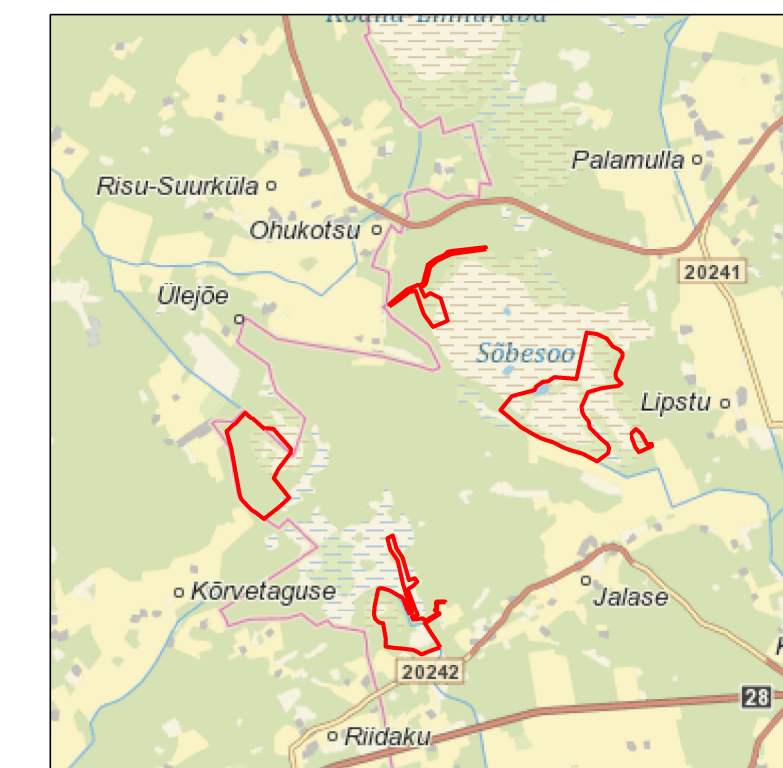 Palamulla
Risu-Suurküla
Ohukotsu
20241
Ülejõe
Sõbesoo
Lipstu
Kõrvetaguse
Jalase
20242
28
Riidaku